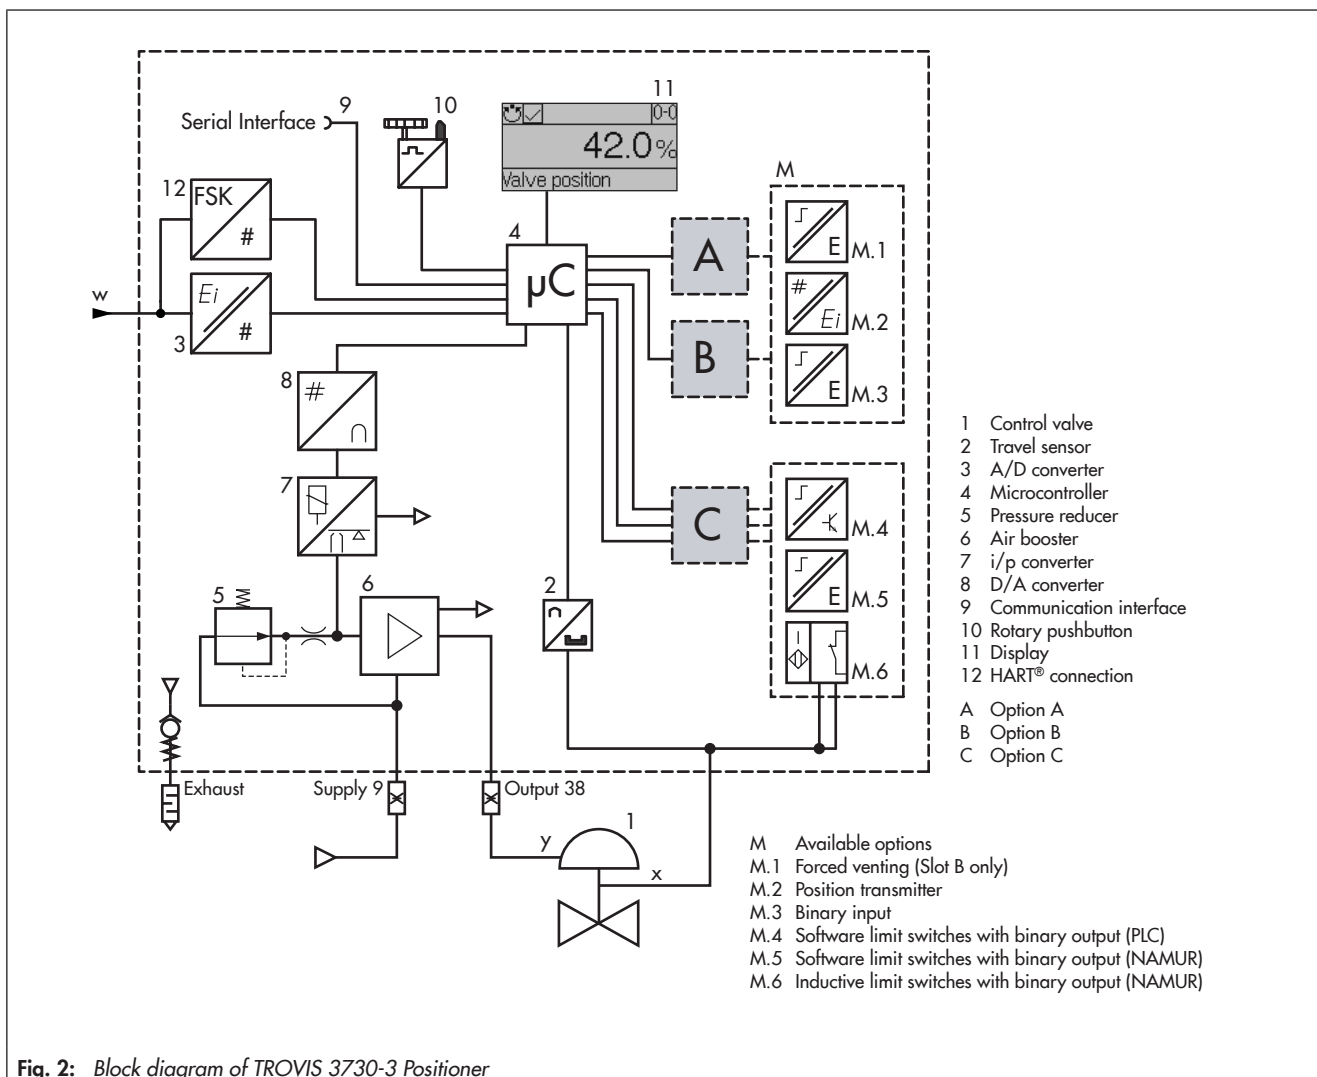 11
9
10
Serial Interface
0-0
42.0%
Valve position
M
12
FSK
#
4
µC
A
E
M.1
w
Ei
#
3
#
Ei
M.2
B
E
M.3
8
#
7
C
M.4
E
M.5
M.6
5
6
2
1 Control valve
2 Travel sensor
3 A/D converter
4 Microcontroller
5 Pressure reducer
6 Air booster
7 i/p converter
8 D/A converter
9 Communication interface
10 Rotary pushbutton
11 Display
12 HART® connection
A Option A
B Option B
C Option C
Exhaust
Supply 9
Output 38
1
y
x
M Available options
M.1 Forced venting (Slot B only)
M.2 Position transmitter
M.3 Binary input
M.4 Software limit switches with binary output (PLC)
M.5 Software limit switches with binary output (NAMUR)
M.6 Inductive limit switches with binary output (NAMUR)
Fig. 2: Block diagram of TROVIS 3730-3 Positioner